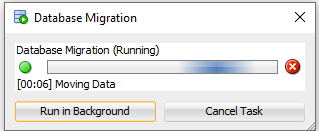 Database Migration
Database Migration (Running)
[00:06] Moving Data
Run in Background
Cancel Task